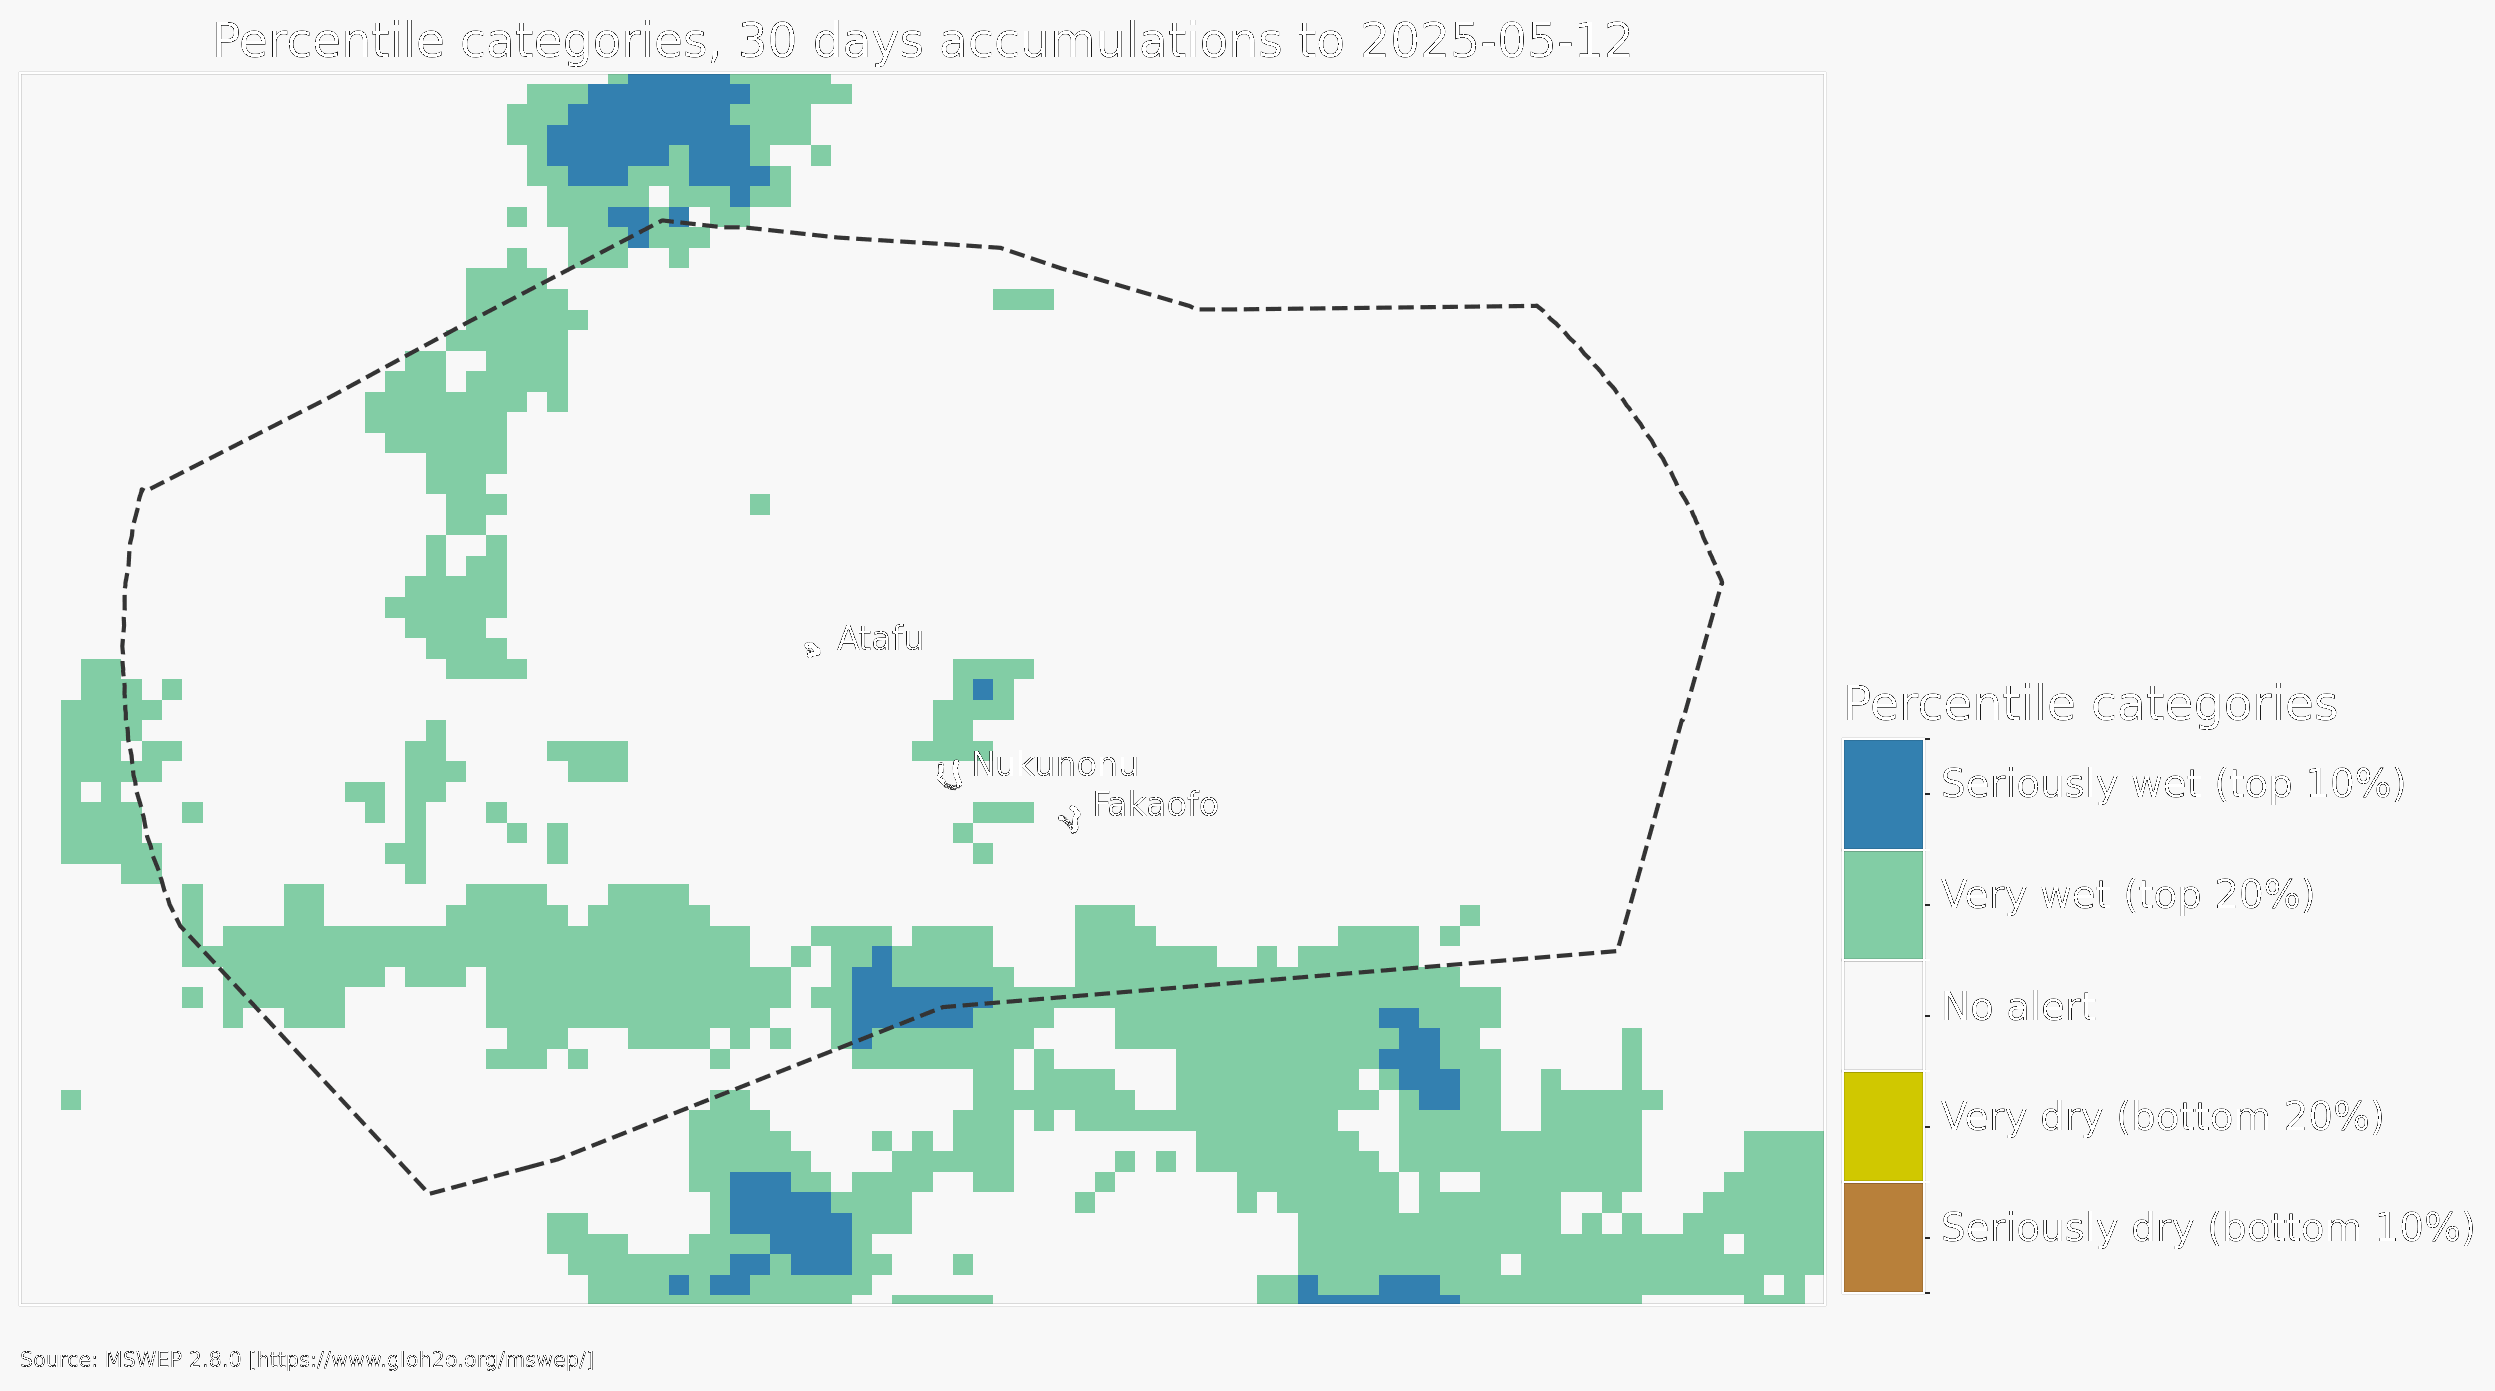 Percentile categories, 30 days accumulations to 2025-05-12
Atafu
Nukunonu
Fakaofo
Percentile categories
Seriously wet (top 10%)
Very wet (top 20%)
No alert
Very dry (bottom 20%)
Seriously dry (bottom 10%)
Source: MSWEP 2.8.0 [https://www.gloh2o.org/mswep/]